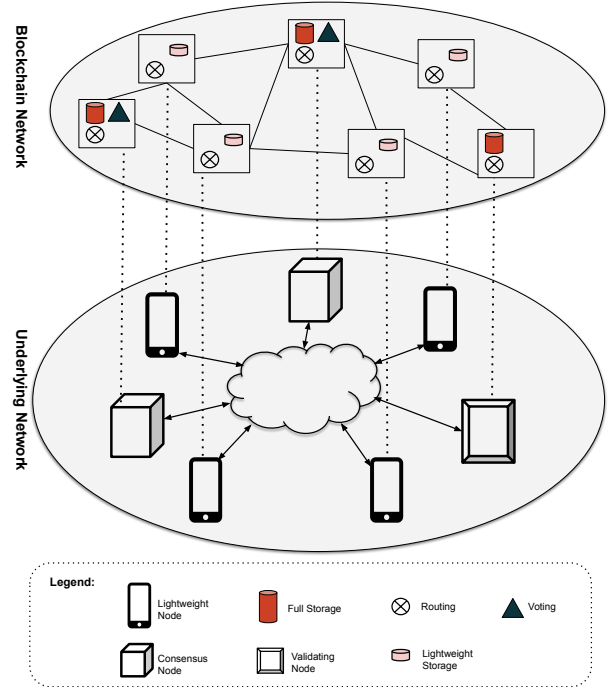 Blockchain Network
Underlying Network
Legend:
Lightweight
Node
Full Storage
Routing
Voting
Consensus
Node
Validating
Node
Lightweight
Storage